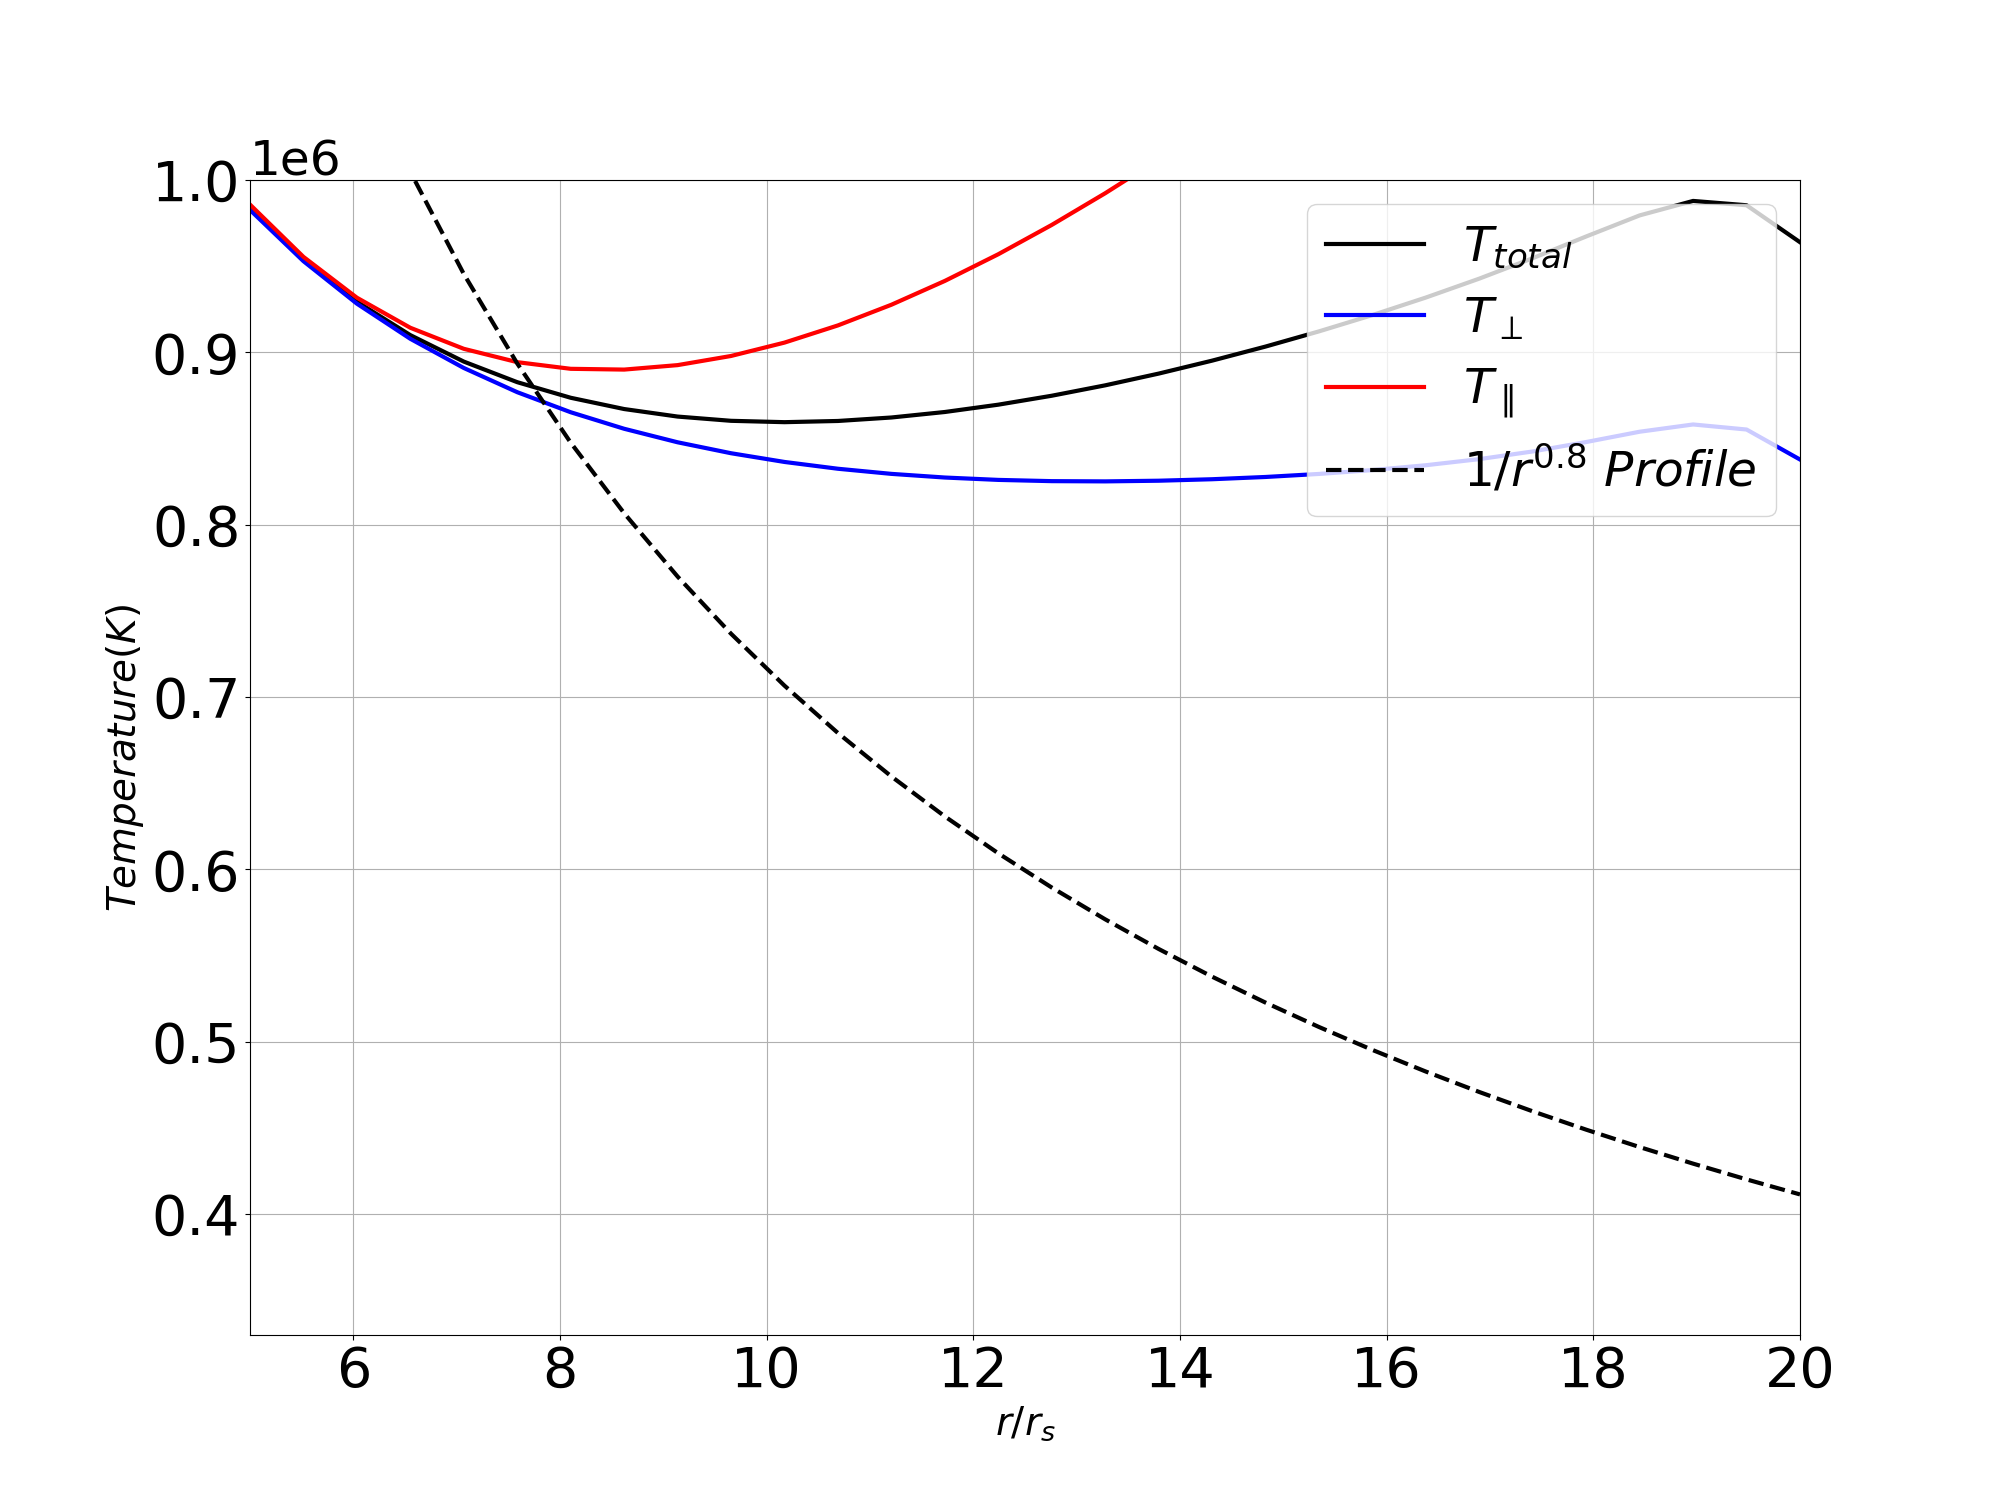 1e6
1.0
0.9
0.8
0.7
0.6
0.5
0.4
Temperature(K)
6 8 10 12 14 16 18 20
r/r_s
T_total
T_⊥
T_∥
1/r^0.8 Profile